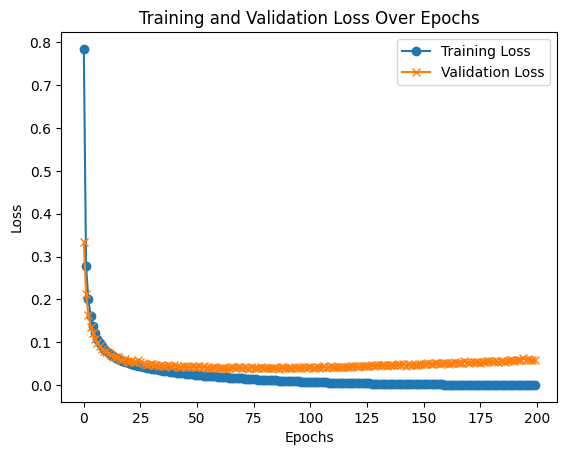 Training and Validation Loss Over Epochs
Training Loss
Validation Loss
Loss
0.8
0.7
0.6
0.5
0.4
0.3
0.2
0.1
0.0
0 25 50 75 100 125 150 175 200
Epochs